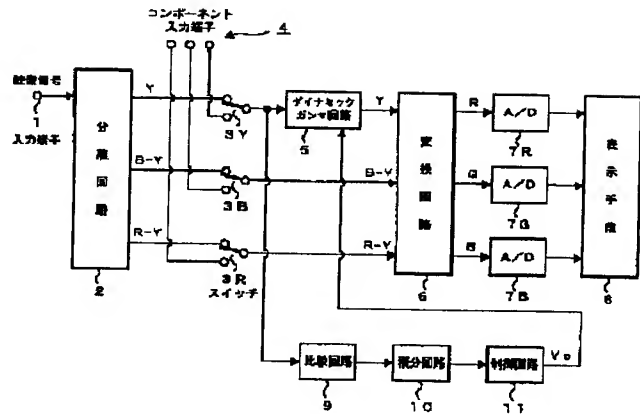 コンポーネント
入力端子
4
映像信号
1
入力端子
分離回路
2
Y
B-Y
R-Y
3Y
3B
3R
スイッチ
ダイナミック
ガンマ回路
5
Y
B-Y
R-Y
変換回路
6
R
G
B
A/D
7R
A/D
7G
A/D
7B
表示手段
8
比較回路
9
積分回路
10
制御回路
11